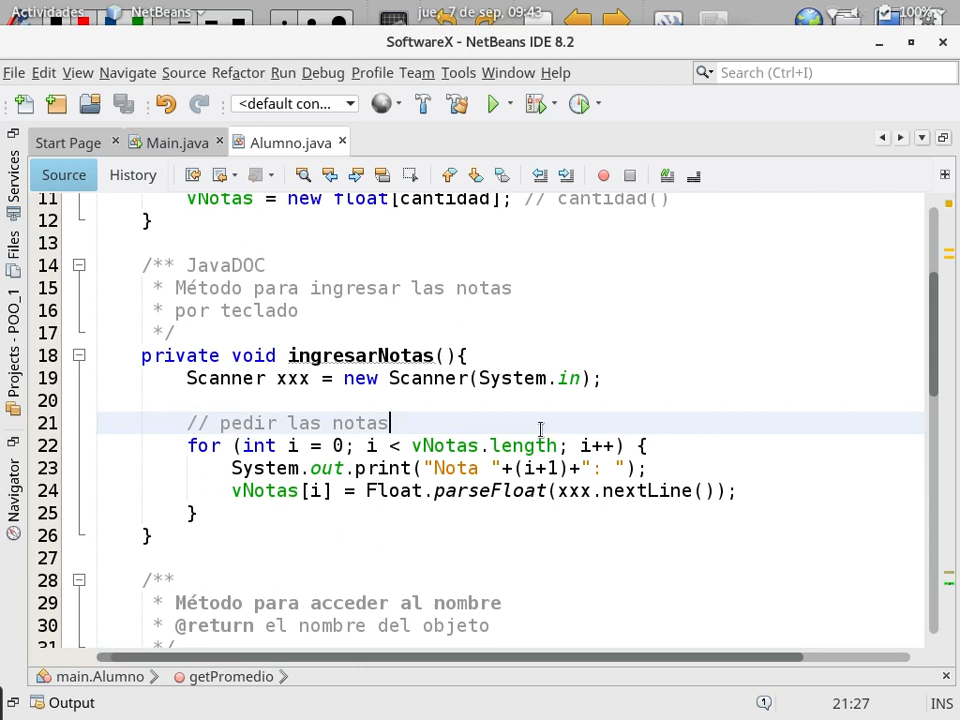 Actividades NetBeans jue 7 de sep, 09:43 100%
SoftwareX - NetBeans IDE 8.2
File Edit View Navigate Source Refactor Run Debug Profile Team Tools Window Help Search (Ctrl+I)
<default con...
Start Page Main.java Alumno.java
Source History
Services
Files
Projects - POO_1
Navigator
11 vNotas = new float[cantidad]; // cantidad()
12 }
13
14 /** JavaDOC
15 * Método para ingresar las notas
16 * por teclado
17 */
18 private void ingresarNotas(){
19 Scanner xxx = new Scanner(System.in);
20
21 // pedir las notas
22 for (int i = 0; i < vNotas.length; i++) {
23 System.out.print("Nota "+(i+1)+": ");
24 vNotas[i] = Float.parseFloat(xxx.nextLine());
25 }
26 }
27
28 /**
29 * Método para acceder al nombre
30 * @return el nombre del objeto
31 */
main.Alumno getPromedio
Output 1 21:27 INS